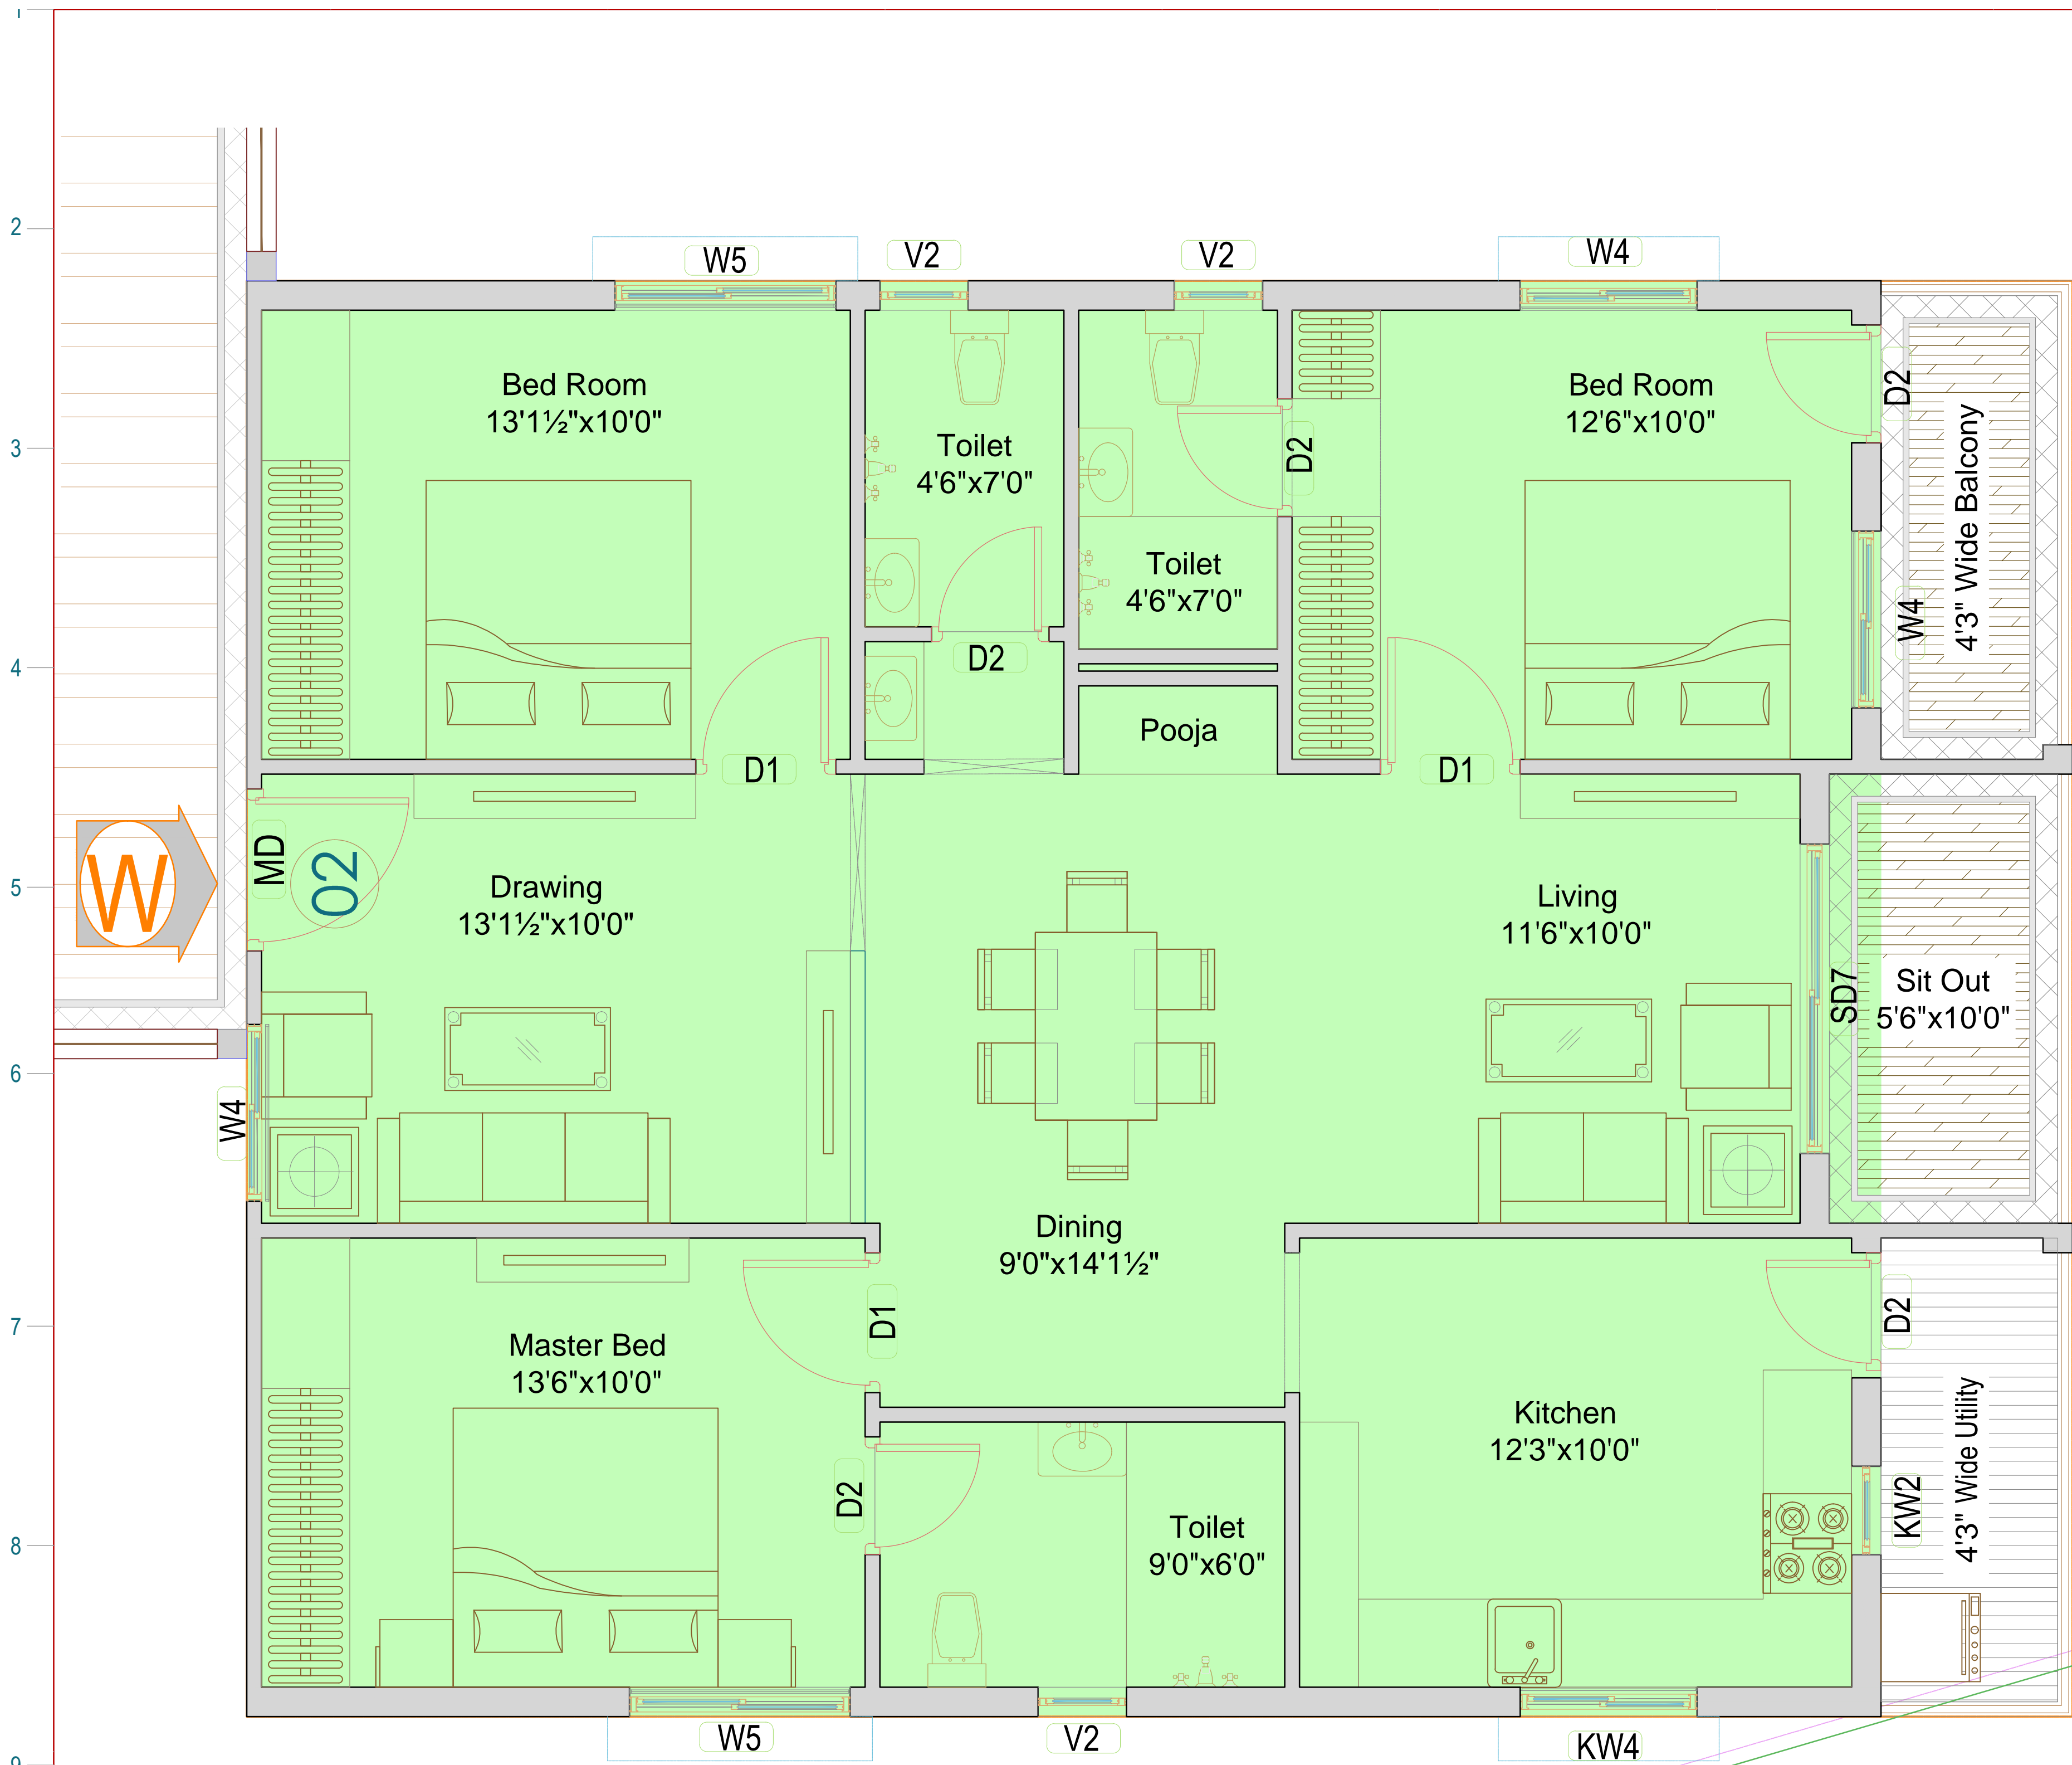 1
2
3
4
5
6
7
8
9
W5
V2
V2
W4
Bed Room
13'1½"x10'0"
Toilet
4'6"x7'0"
D2
Toilet
4'6"x7'0"
D2
Bed Room
12'6"x10'0"
D2
W4
4'3" Wide Balcony
Pooja
D1
D1
W
MD
02
Drawing
13'1½"x10'0"
W4
Living
11'6"x10'0"
SD7
Sit Out
5'6"x10'0"
Dining
9'0"x14'1½"
Master Bed
13'6"x10'0"
D1
D2
Toilet
9'0"x6'0"
Kitchen
12'3"x10'0"
D2
KW2
4'3" Wide Utility
W5
V2
KW4